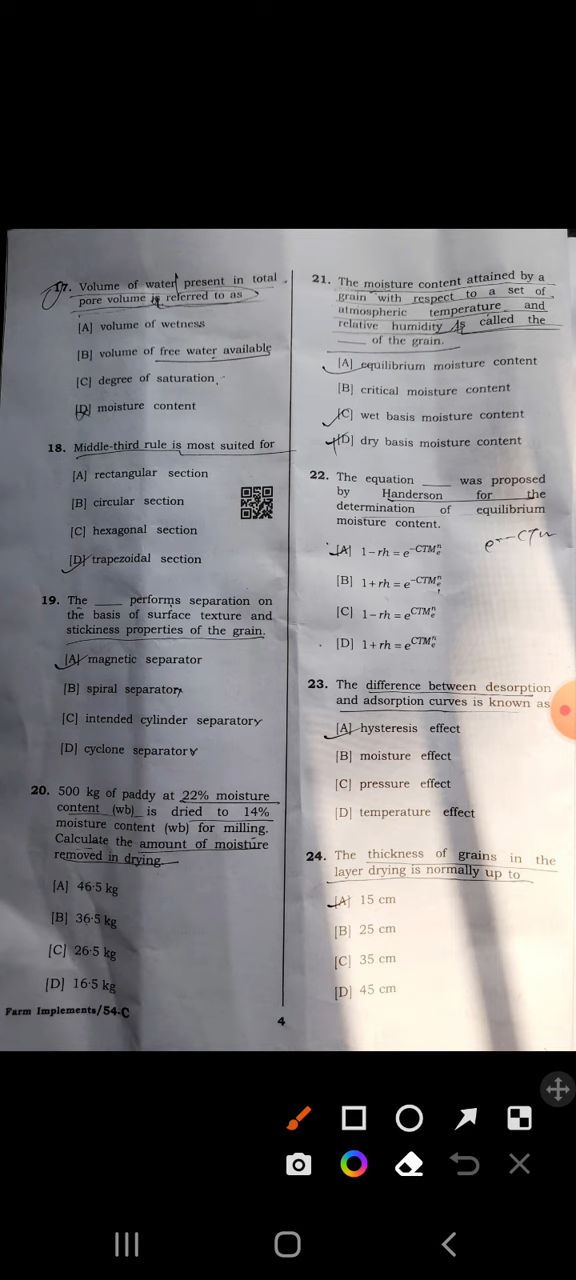 17. Volume of water present in total
pore volume is referred to as
[A] volume of wetness
[B] volume of free water available
[C] degree of saturation
[D] moisture content
18. Middle-third rule is most suited for
[A] rectangular section
[B] circular section
[C] hexagonal section
[D] trapezoidal section
19. The ____ performs separation on
the basis of surface texture and
stickiness properties of the grain.
[A] magnetic separator
[B] spiral separator
[C] intended cylinder separatory
[D] cyclone separator
20. 500 kg of paddy at 22% moisture
content (wb) is dried to 14%
moisture content (wb) for milling.
Calculate the amount of moisture
removed in drying.
[A] 46·5 kg
[B] 36·5 kg
[C] 26·5 kg
[D] 16·5 kg
Farm Implements/54-C
21. The moisture content attained by a
grain with respect to a set of
atmospheric temperature and
relative humidity is called the
____ of the grain.
[A] equilibrium moisture content
[B] critical moisture content
[C] wet basis moisture content
[D] dry basis moisture content
22. The equation ____ was proposed
by Handerson for the
determination of equilibrium
moisture content.
[A] 1−rh = e^−CTMₑⁿ
[B] 1+rh = e^−CTMₑⁿ
[C] 1−rh = e^CTMₑⁿ
[D] 1+rh = e^CTMₑⁿ
23. The difference between desorption
and adsorption curves is known as
[A] hysteresis effect
[B] moisture effect
[C] pressure effect
[D] temperature effect
24. The thickness of grains in the
layer drying is normally up to
[A] 15 cm
[B] 25 cm
[C] 35 cm
[D] 45 cm
4